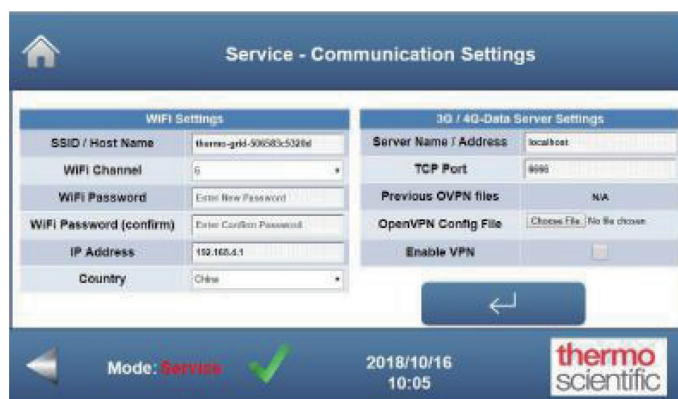 Service - Communication Settings
WiFi Settings
SSID / Host Name
WiFi Channel
6
WiFi Password
Enter New Password
WiFi Password (confirm)
Enter Confirm Password
IP Address
192.168.4.1
Country
China
3G / 4G-Data Server Settings
Server Name / Address
localhost
TCP Port
Previous OVPN files
N/A
OpenVPN Config File
Choose File No file chosen
Enable VPN
Mode: Service
2018/10/16
10:05
thermo
scientific